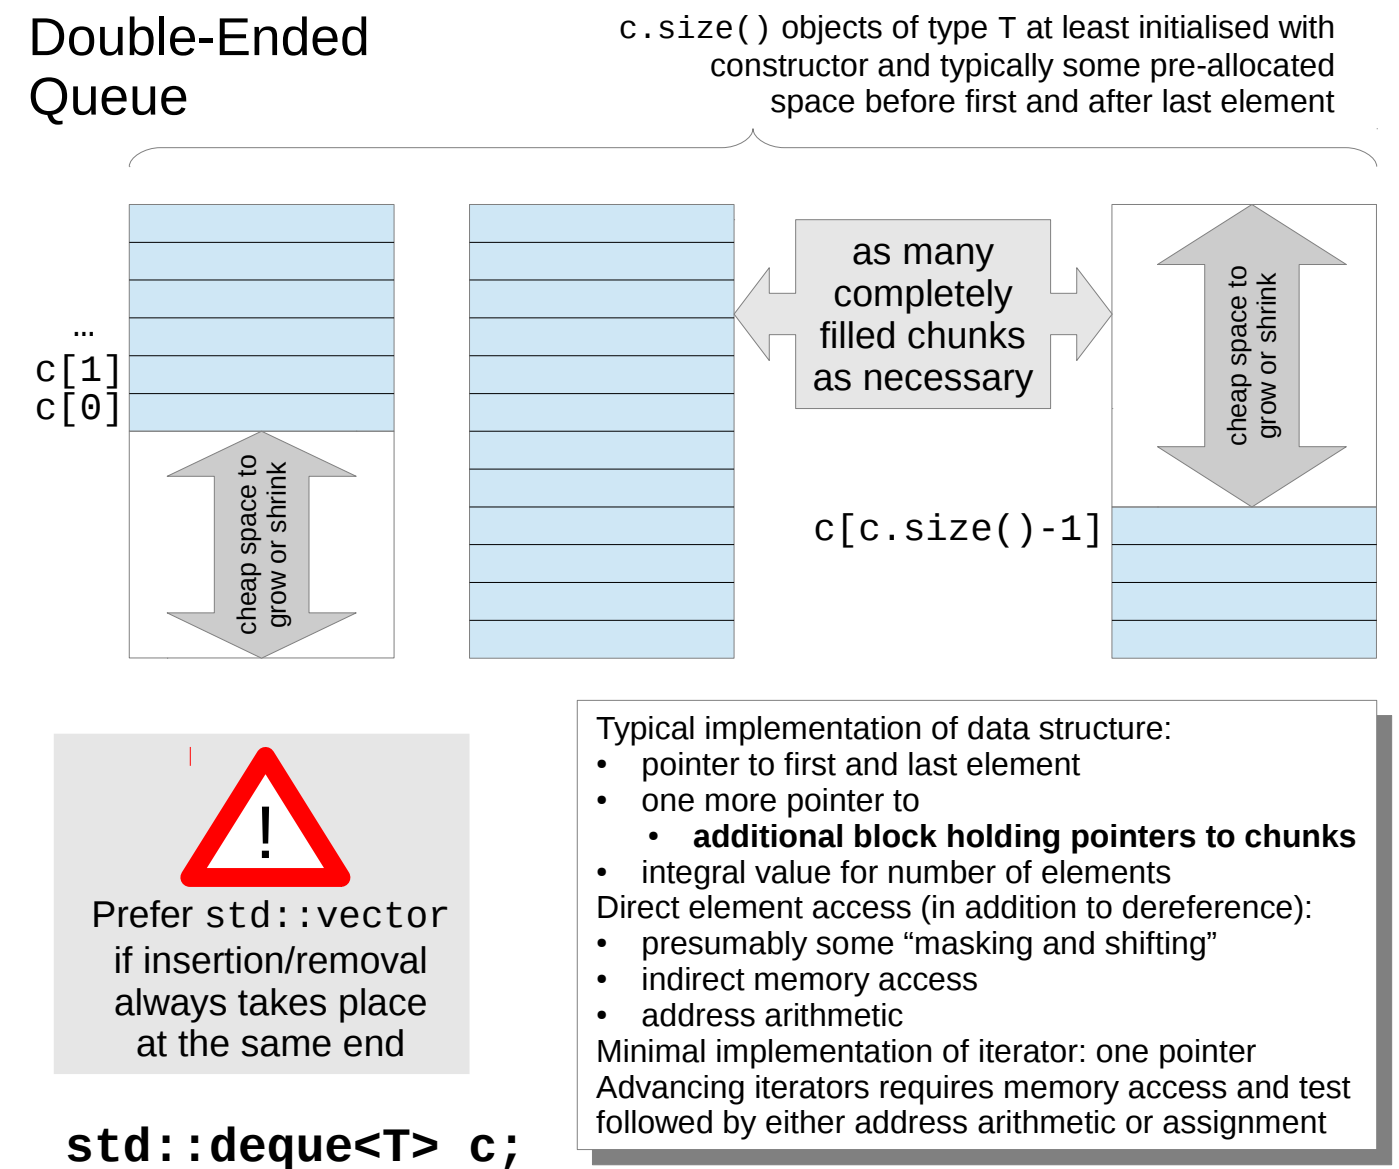 Double-Ended
Queue
c.size() objects of type T at least initialised with
constructor and typically some pre-allocated
space before first and after last element
…
c[1]
c[0]
cheap space to
grow or shrink
as many
completely
filled chunks
as necessary
cheap space to
grow or shrink
c[c.size()-1]
!
Prefer std::vector
if insertion/removal
always takes place
at the same end
std::deque<T> c;
Typical implementation of data structure:
• pointer to first and last element
• one more pointer to
• additional block holding pointers to chunks
• integral value for number of elements
Direct element access (in addition to dereference):
• presumably some “masking and shifting”
• indirect memory access
• address arithmetic
Minimal implementation of iterator: one pointer
Advancing iterators requires memory access and test
followed by either address arithmetic or assignment